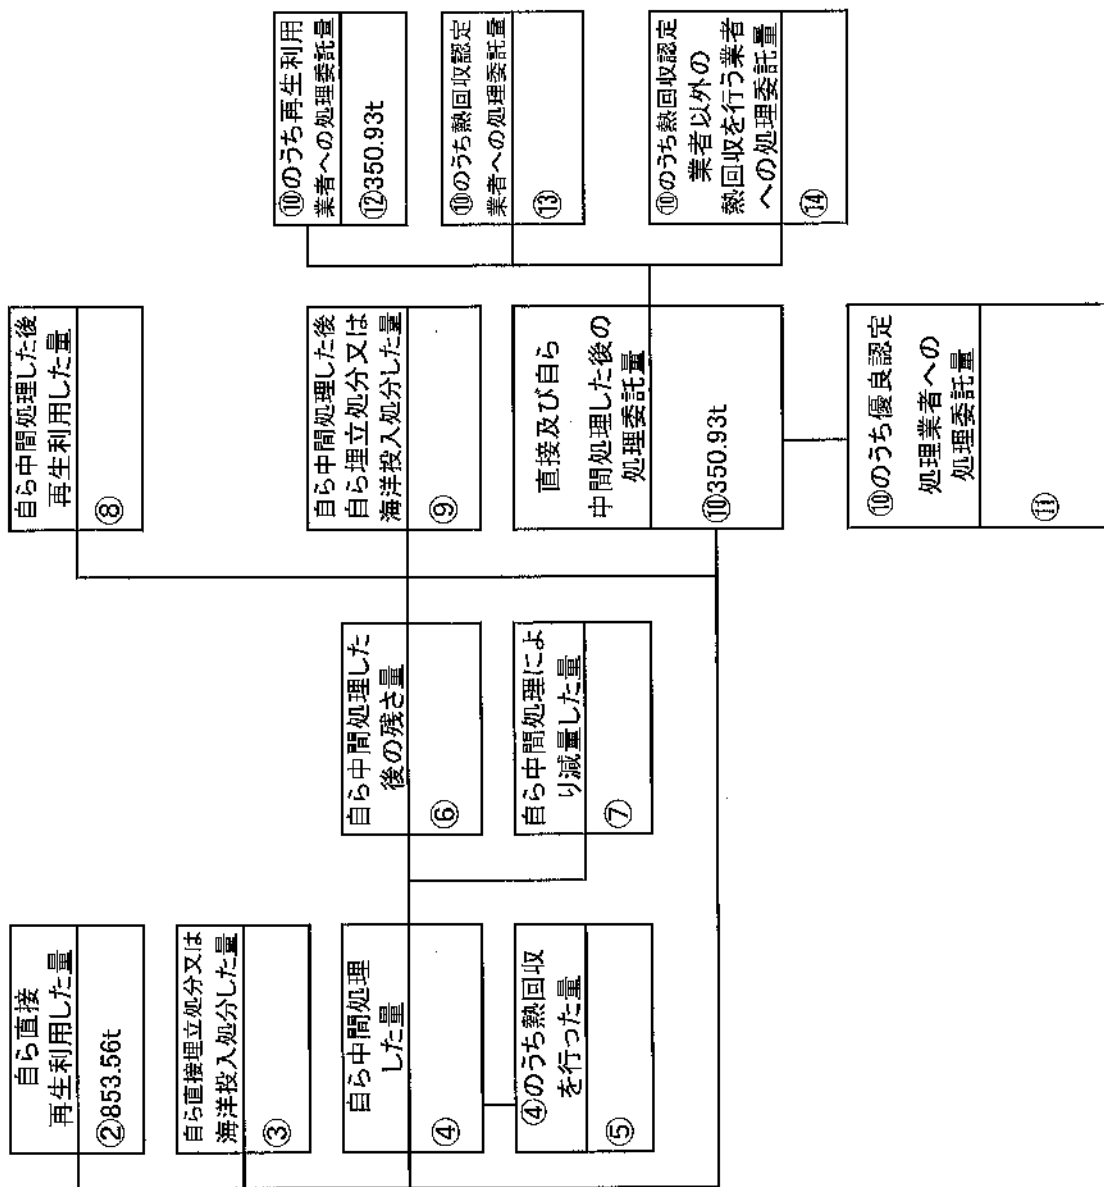 自ら直接
再生利用した量
②853.56t
自ら直接埋立処分又は
海洋投入処分した量
③
自ら中間処理
した量
④
④のうち熱回収
を行った量
⑤
自ら中間処理した
後の残さ量
⑥
自ら中間処理によ
り減量した量
⑦
自ら中間処理した後
再生利用した量
⑧
自ら中間処理した後
自ら埋立処分又は
海洋投入処分した量
⑨
直接及び自ら
中間処理した後の
処理委託量
⑩350.93t
⑩のうち優良認定
処理業者への
処理委託量
⑪
⑩のうち再生利用
業者への処理委託量
⑫350.93t
⑩のうち熱回収認定
業者への処理委託量
⑬
⑩のうち熱回収認定
業者以外の
熱回収を行う業者
への処理委託量
⑭